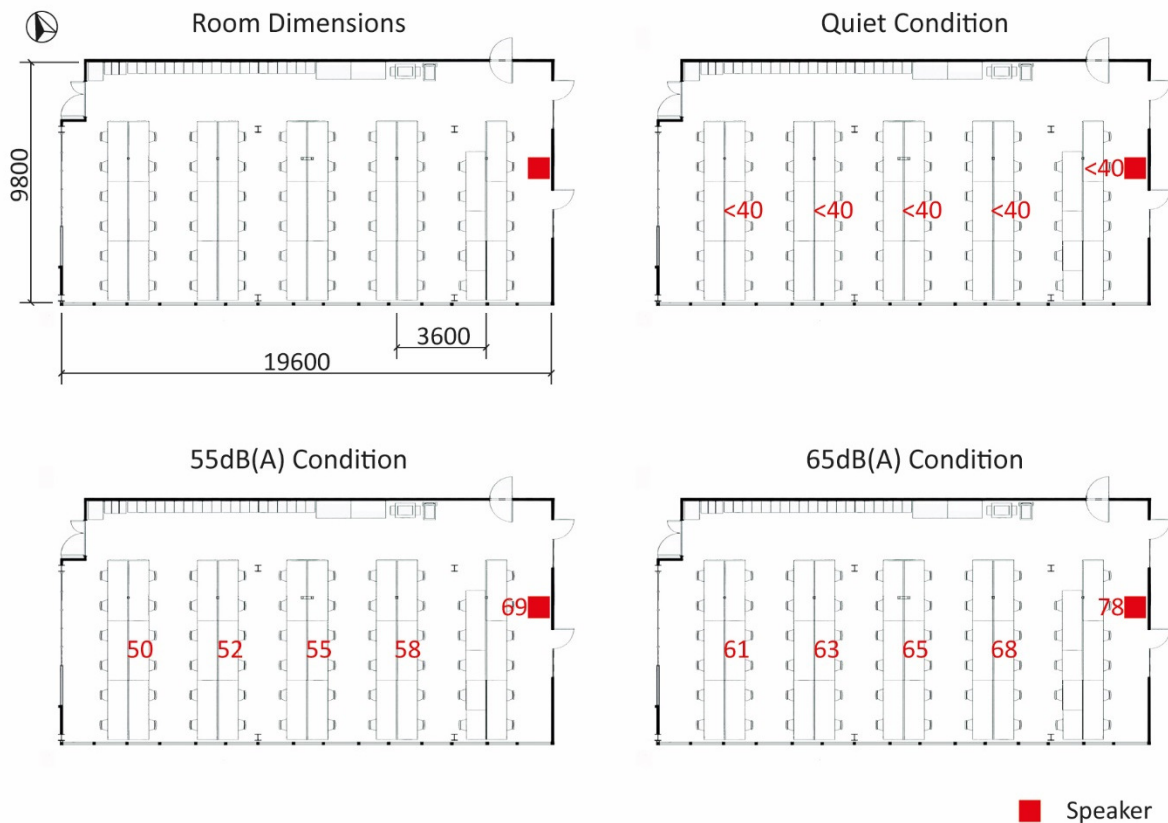 Room Dimensions
9800
3600
19600
Quiet Condition
<40
<40 <40 <40 <40
55dB(A) Condition
69
50 52 55 58
65dB(A) Condition
78
61 63 65 68
Speaker